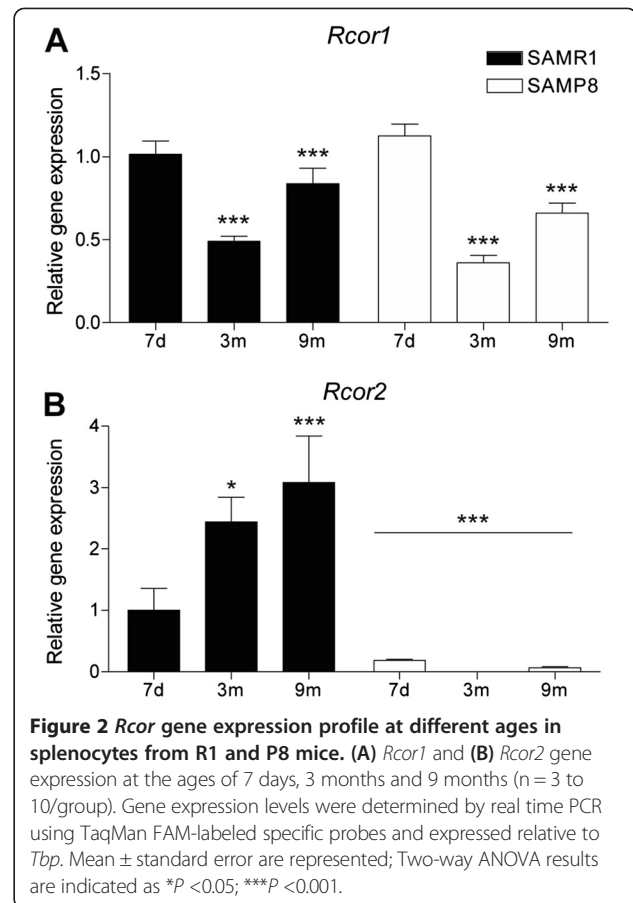 A
Rcor1
SAMR1
SAMP8
Relative gene expression
1.5
1.0
0.5
0.0
***
***
***
***
7d 3m 9m 7d 3m 9m
B
Rcor2
Relative gene expression
4
3
2
1
0
*
***
***
7d 3m 9m 7d 3m 9m
Figure 2 Rcor gene expression profile at different ages in
splenocytes from R1 and P8 mice. (A) Rcor1 and (B) Rcor2 gene
expression at the ages of 7 days, 3 months and 9 months (n = 3 to
10/group). Gene expression levels were determined by real time PCR
using TaqMan FAM-labeled specific probes and expressed relative to
Tbp. Mean ± standard error are represented; Two-way ANOVA results
are indicated as *P <0.05; ***P <0.001.